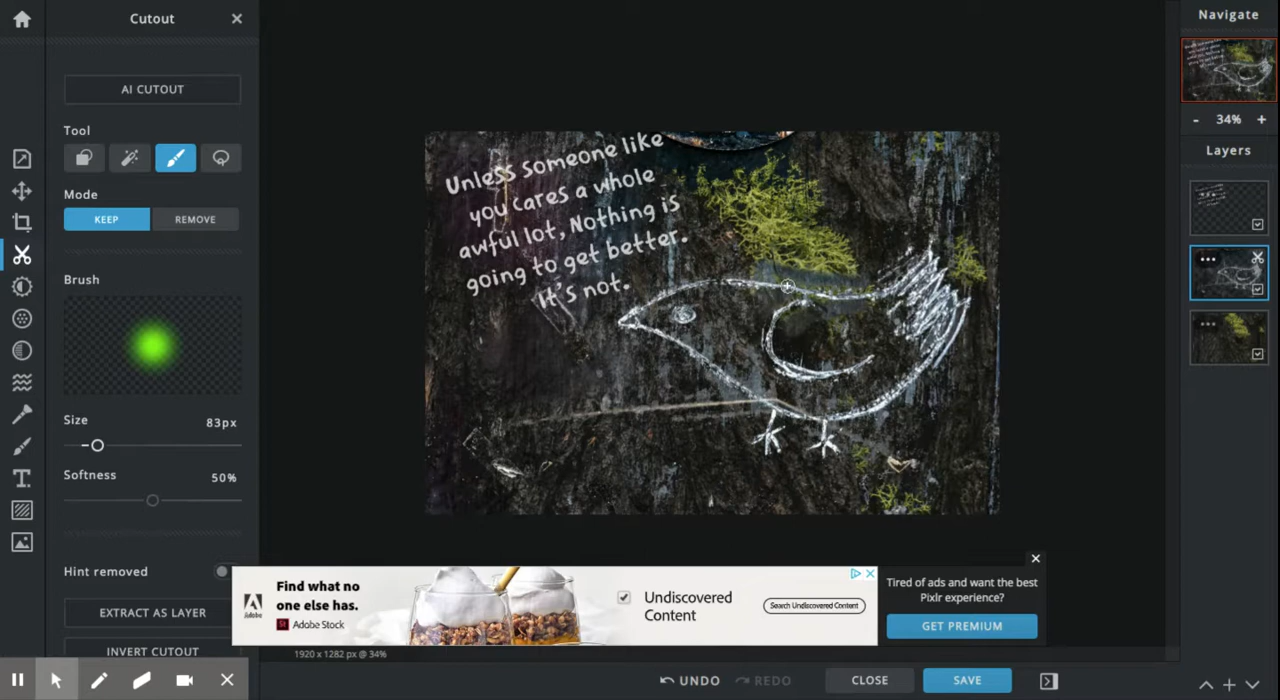 Cutout
Navigate
AI CUTOUT
Tool
Mode
KEEP
REMOVE
Brush
Size
83px
Softness
50%
Hint removed
EXTRACT AS LAYER
INVERT CUTOUT
Unless someone like
you cares a whole
awful lot, Nothing is
going to get better.
It's not.
- 34% +
Layers
Find what no
one else has.
Adobe
St Adobe Stock
Undiscovered
Content
Search Undiscovered Content
Tired of ads and want the best
Pixlr experience?
GET PREMIUM
1920 x 1282 px @ 34%
UNDO
REDO
CLOSE
SAVE